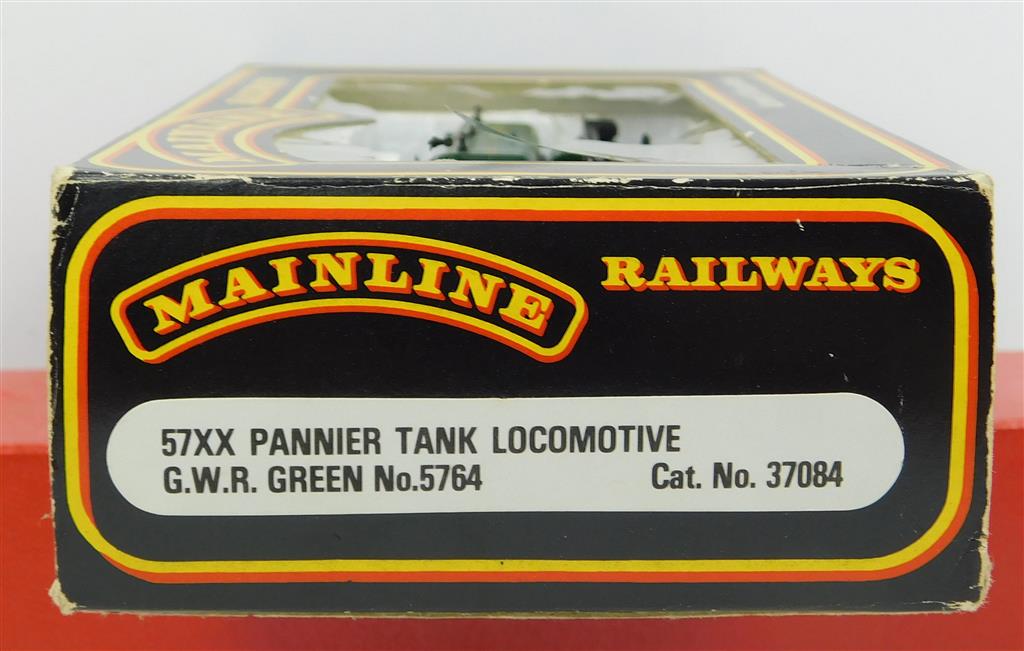 MAINLINE RAILWAYS
57XX PANNIER TANK LOCOMOTIVE
G.W.R. GREEN No.5764 Cat. No. 37084